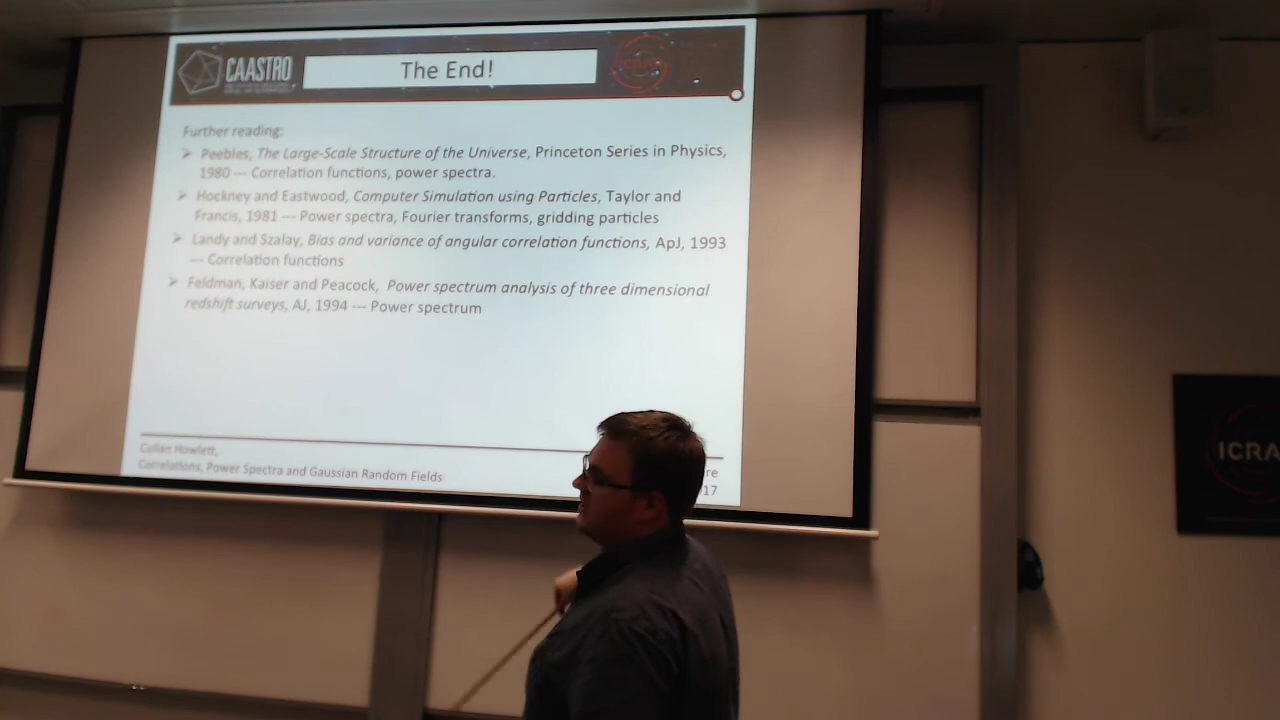 CAASTRO
The End!
Further reading:
➢ Peebles, The Large-Scale Structure of the Universe, Princeton Series in Physics,
1980 --- Correlation functions, power spectra.
➢ Hockney and Eastwood, Computer Simulation using Particles, Taylor and
Francis, 1981 --- Power spectra, Fourier transforms, gridding particles
➢ Landy and Szalay, Bias and variance of angular correlation functions, ApJ, 1993
--- Correlation functions
➢ Feldman, Kaiser and Peacock, Power spectrum analysis of three dimensional
redshift surveys, AJ, 1994 --- Power spectrum
Cullan Howlett,
Correlations, Power Spectra and Gaussian Random Fields
re
17
ICRA